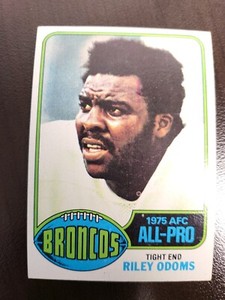 1975 AFC
ALL-PRO
BRONCOS
TIGHT END
RILEY ODOMS